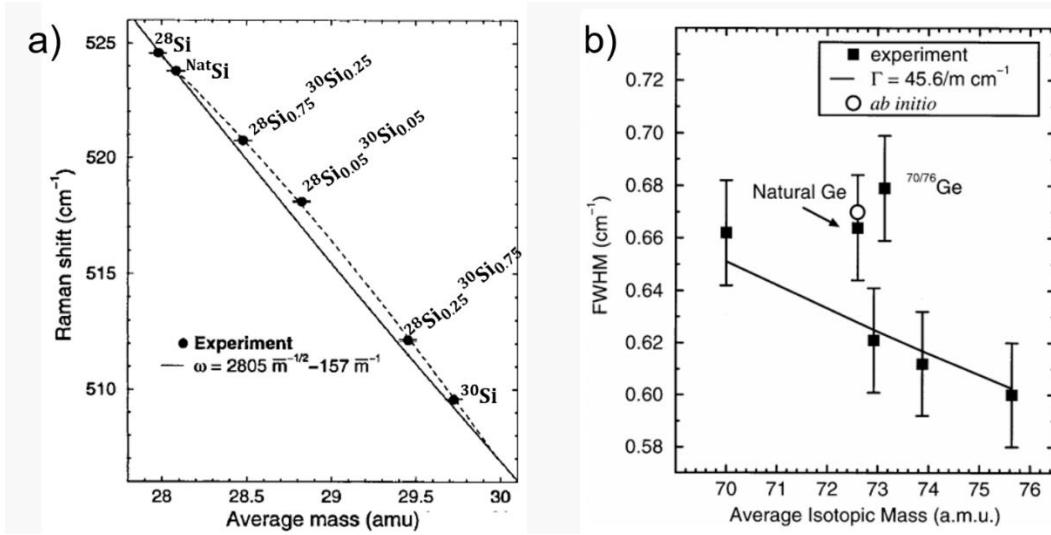 a)
525
520
515
510
Raman shift (cm⁻¹)
²⁸Si
ᴺᵃᵗSi
²⁸Si₀.₇₅³⁰Si₀.₂₅
²⁸Si₀.₀₅³⁰Si₀.₀₅
²⁸Si₀.₂₅³⁰Si₀.₇₅
³⁰Si
● Experiment
— ω = 2805 m̅⁻¹ᐟ²–157 m̅⁻¹
28 28.5 29 29.5 30
Average mass (amu)
b)
■ experiment
— Γ = 45.6/m cm⁻¹
○ ab initio
0.72
0.70
0.68
0.66
0.64
0.62
0.60
0.58
FWHM (cm⁻¹)
Natural Ge
⁷⁰ᐟ⁷⁶Ge
70 71 72 73 74 75 76
Average Isotopic Mass (a.m.u.)